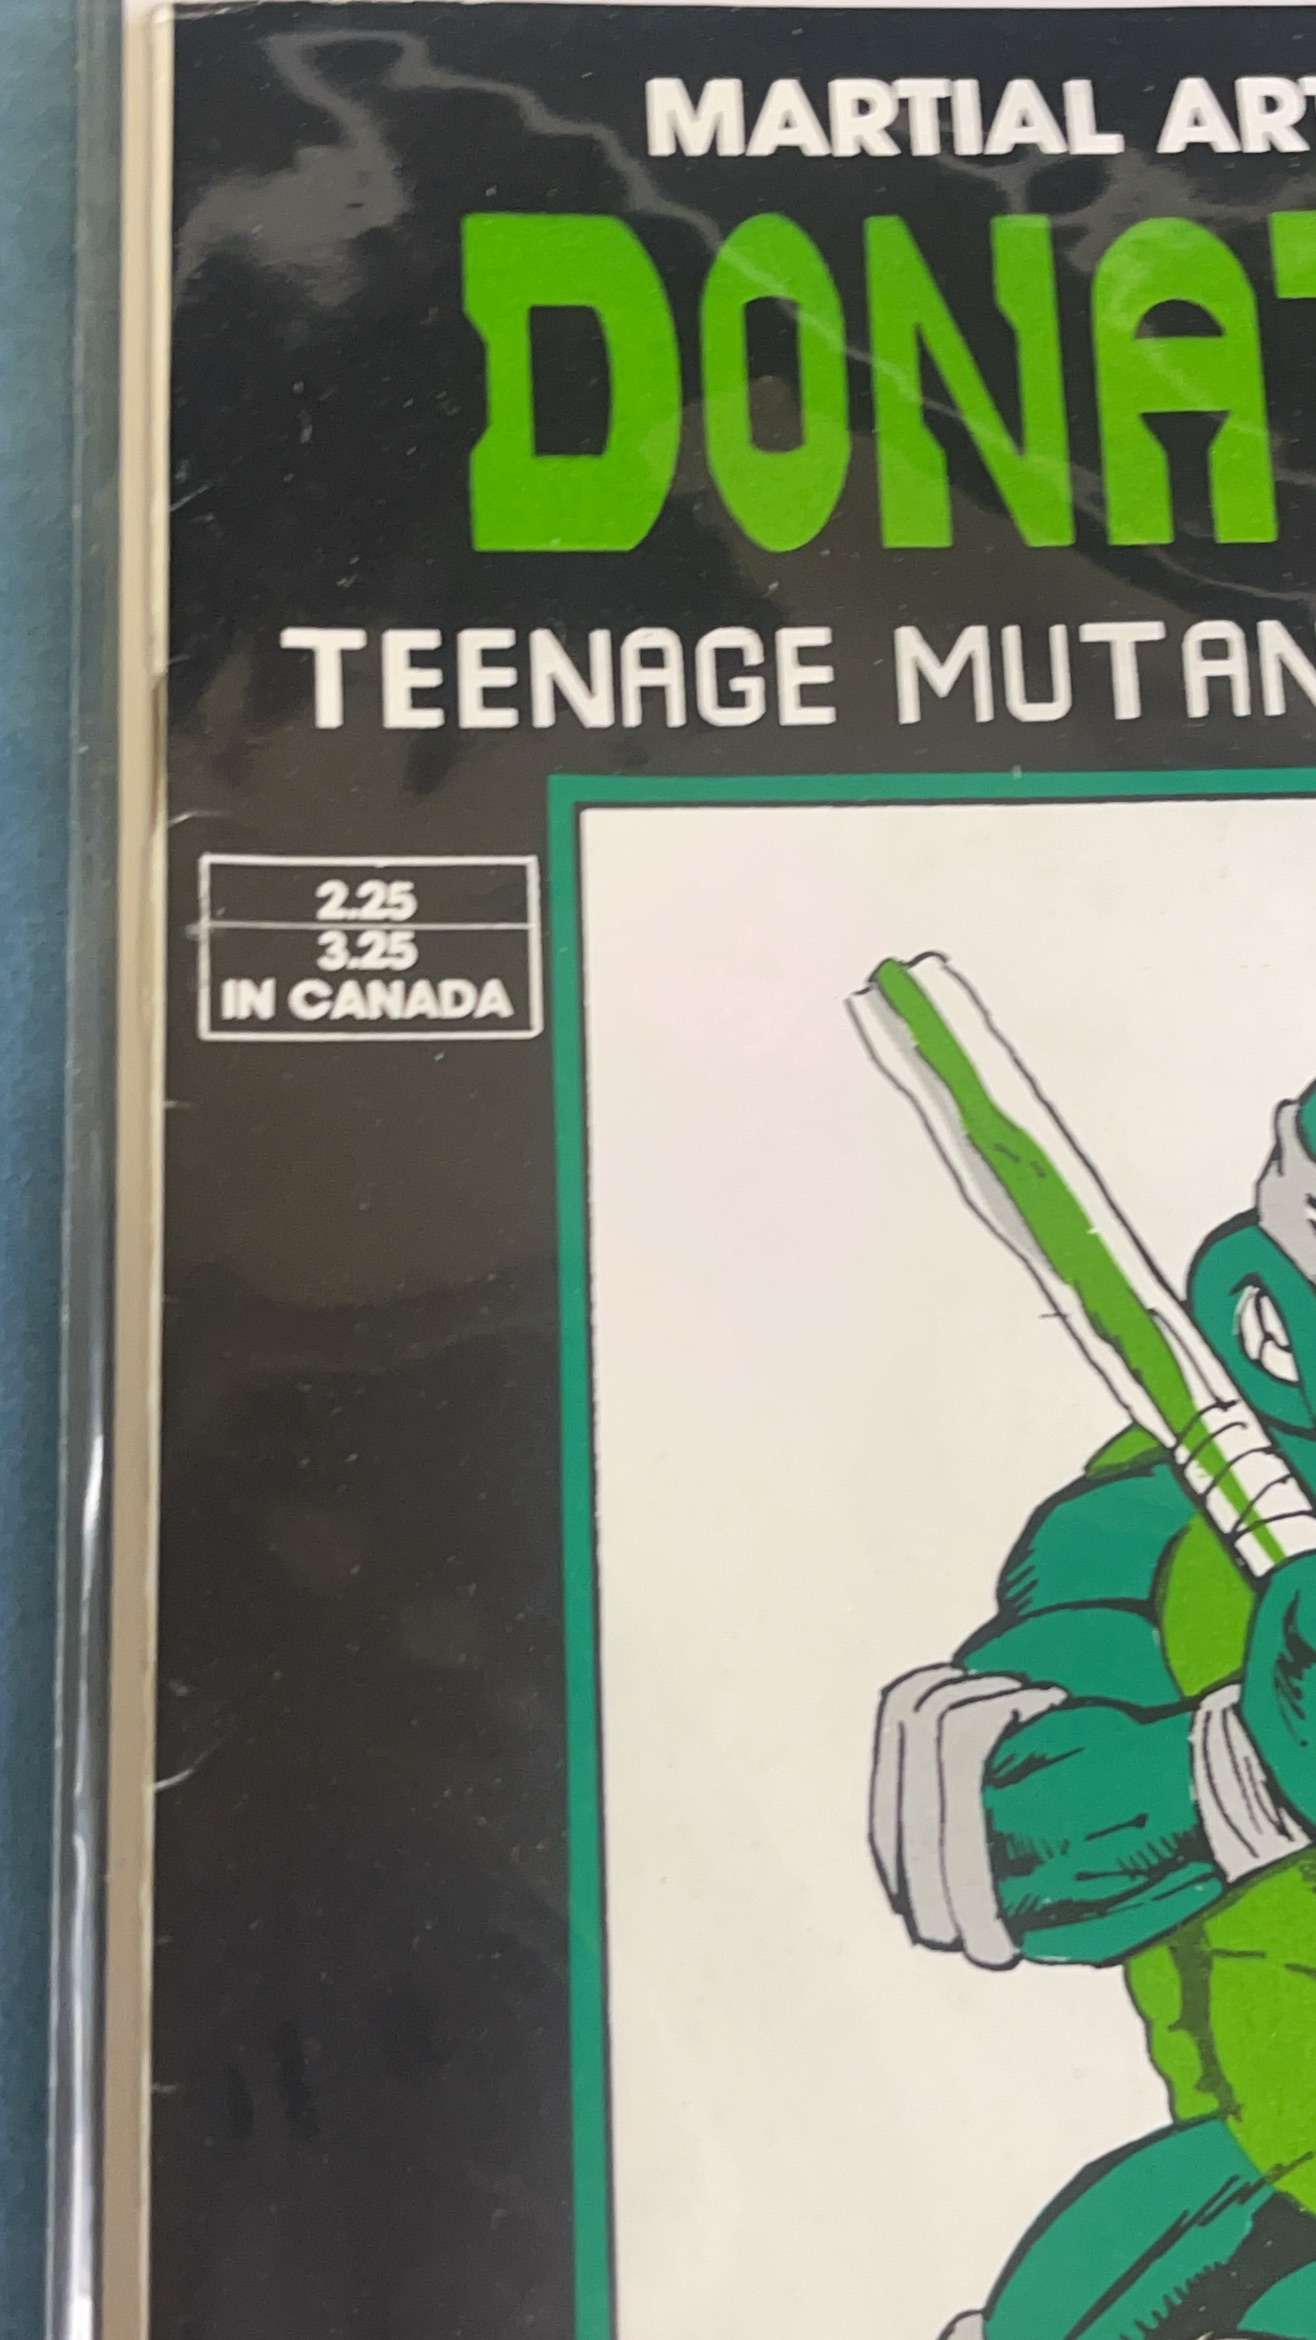 MARTIAL ART
DONAT
TEENAGE MUTAN
2.25
3.25
IN CANADA